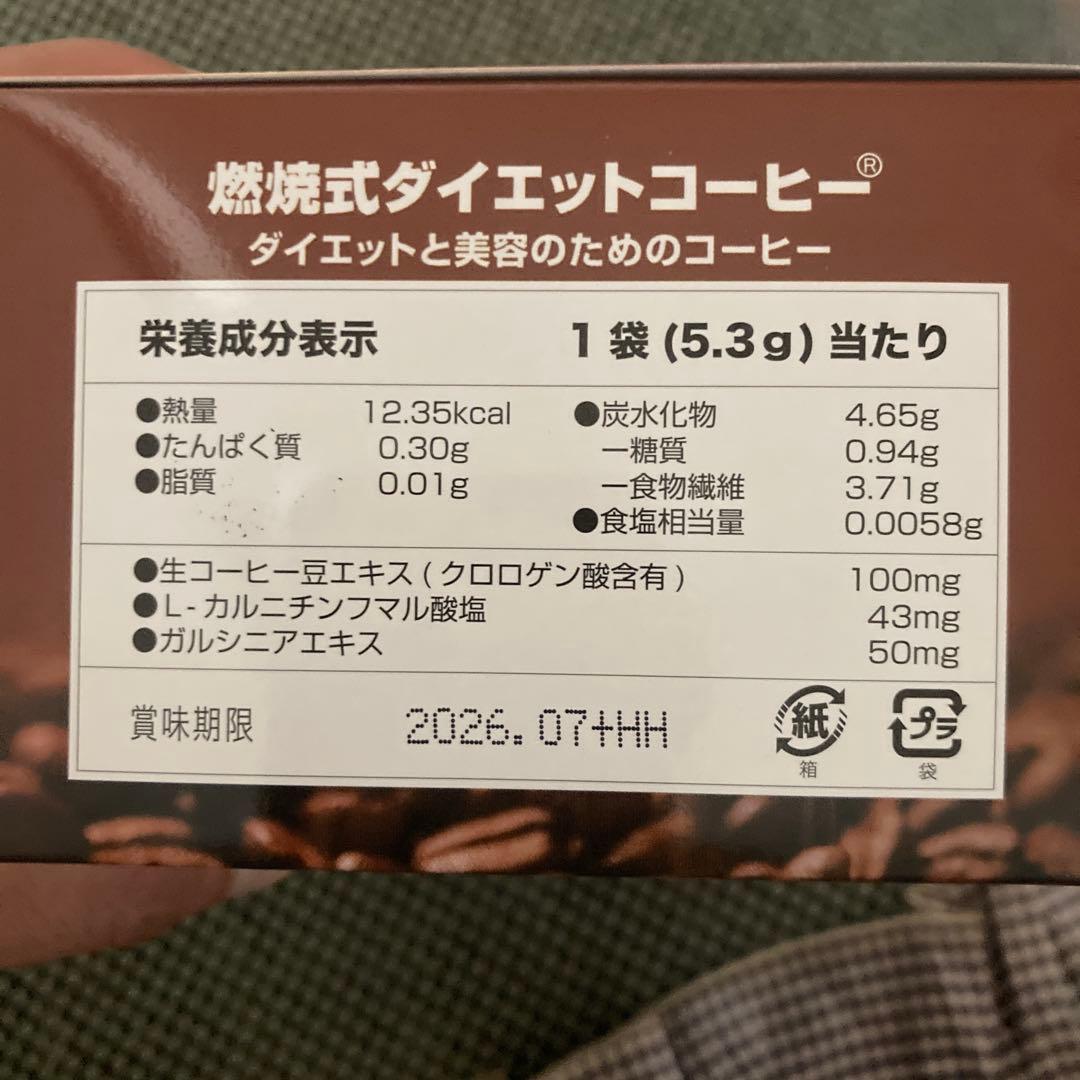 燃焼式ダイエットコーヒー®
ダイエットと美容のためのコーヒー
栄養成分表示 1袋(5.3g)当たり
●熱量 12.35kcal
●たんぱく質 0.30g
●脂質 0.01g
●炭水化物 4.65g
ー糖質 0.94g
ー食物繊維 3.71g
●食塩相当量 0.0058g
●生コーヒー豆エキス(クロロゲン酸含有) 100mg
●L-カルニチンフマル酸塩 43mg
●ガルシニアエキス 50mg
賞味期限 2026.07+HH
紙
箱
プラ
袋